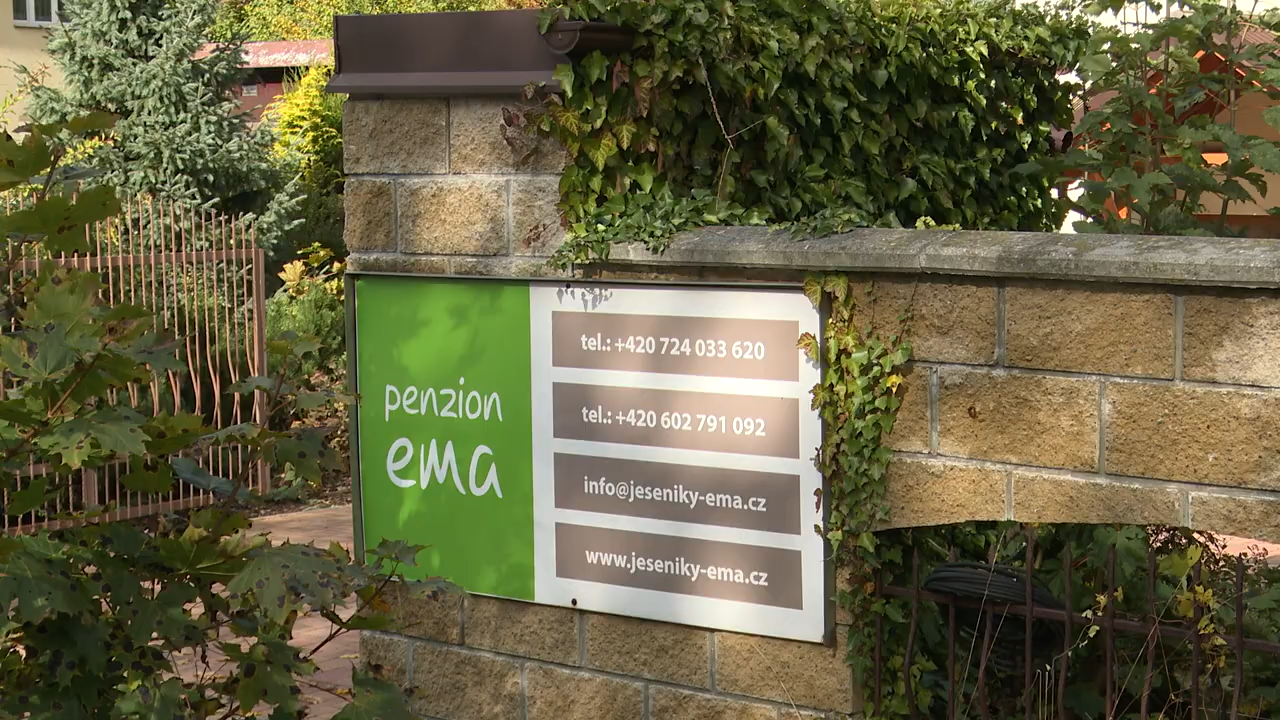 penzion
ema
tel.: +420 724 033 620
tel.: +420 602 791 092
info@jeseniky-ema.cz
www.jeseniky-ema.cz